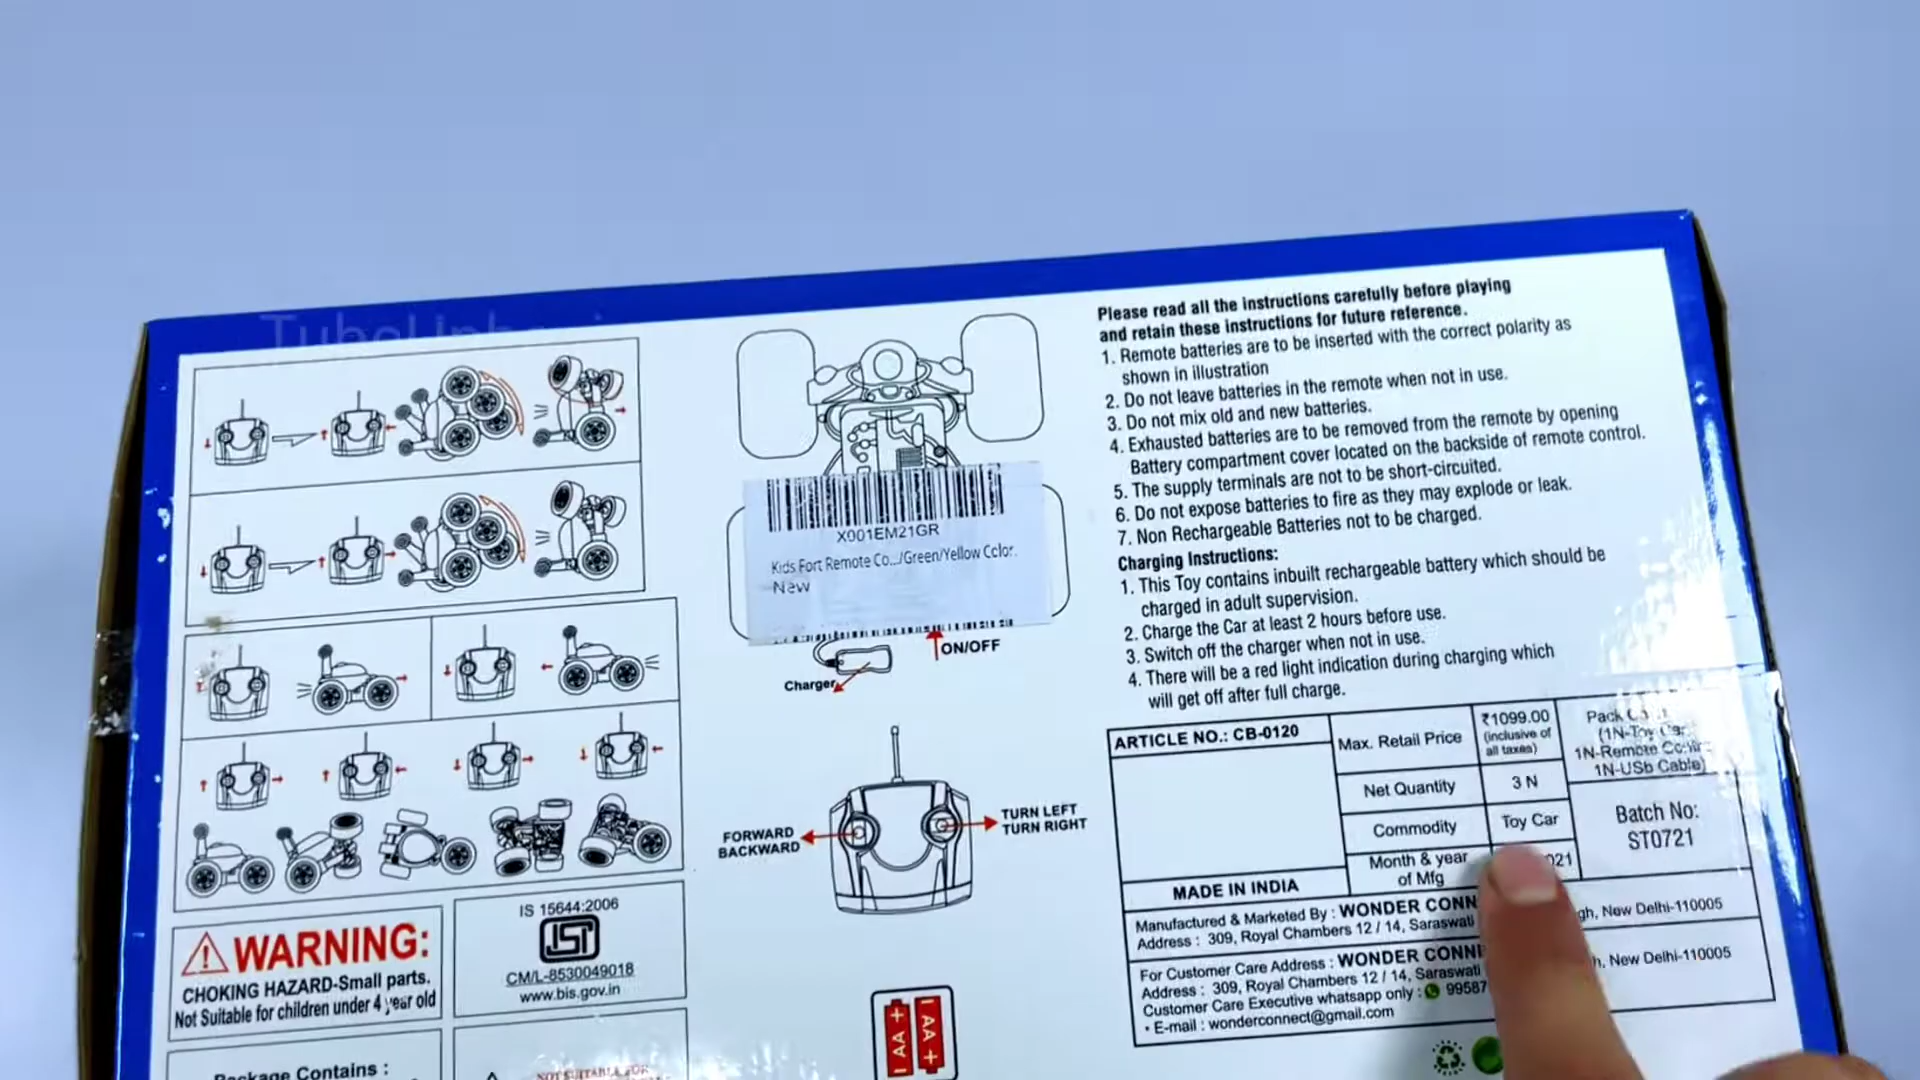 Please read all the instructions carefully before playing
and retain these instructions for future reference.
1. Remote batteries are to be inserted with the correct polarity as
shown in illustration
2. Do not leave batteries in the remote when not in use.
3. Do not mix old and new batteries.
4. Exhausted batteries are to be removed from the remote by opening
Battery compartment cover located on the backside of remote control.
5. The supply terminals are not to be short-circuited.
6. Do not expose batteries to fire as they may explode or leak.
7. Non Rechargeable Batteries not to be charged.
Charging Instructions:
1. This Toy contains inbuilt rechargeable battery which should be
charged in adult supervision.
2. Charge the Car at least 2 hours before use.
3. Switch off the charger when not in use.
4. There will be a red light indication during charging which
will get off after full charge.
X001EM21GR
Kids Fort Remote Co.../Green/Yellow Color.
New
ON/OFF
Charger
FORWARD
BACKWARD
TURN LEFT
TURN RIGHT
ARTICLE NO.: CB-0120
MADE IN INDIA
Max. Retail Price
₹1099.00
(inclusive of
all taxes)
Net Quantity
3 N
Commodity
Toy Car
Month & year
of Mfg
Pack
(1N-Toy Car
1N-Remote
1N-USb Cable)
Batch No:
ST0721
Manufactured & Marketed By : WONDER CONN
Address : 309, Royal Chambers 12 / 14, Saraswati gh, New Delhi-110005
For Customer Care Address : WONDER CONN
Address : 309, Royal Chambers 12 / 14, Saraswati h, New Delhi-110005
Customer Care Executive whatsapp only : 99587
• E-mail : wonderconnect@gmail.com
WARNING:
CHOKING HAZARD-Small parts.
Not Suitable for children under 4 year old
IS 15644:2006
ISI
CM/L-8530049018
www.bis.gov.in
Package Contains :
NOT SUITABLE FOR
AA +
AA +